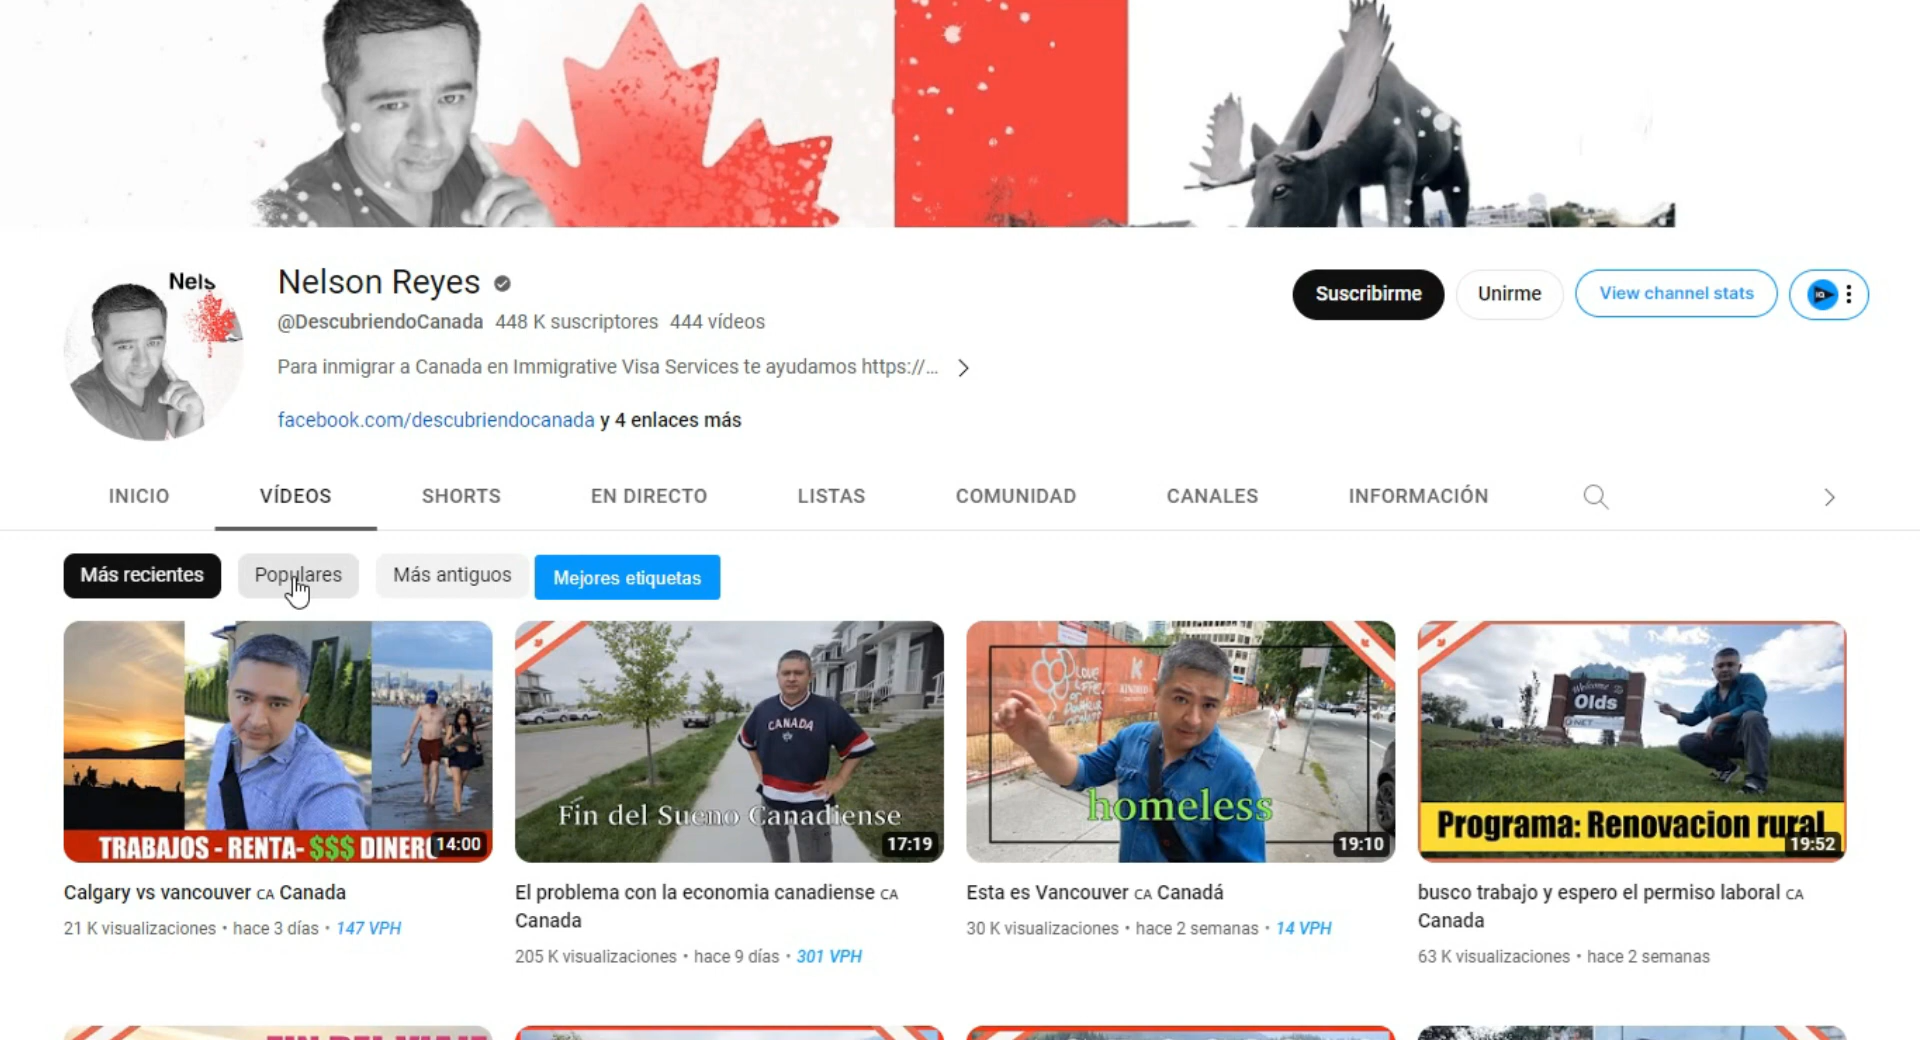 Nels
Nelson Reyes
@DescubriendoCanada 448 K suscriptores 444 vídeos
Para inmigrar a Canada en Immigrative Visa Services te ayudamos https://...
facebook.com/descubriendocanada y 4 enlaces más
Suscribirme
Unirme
View channel stats
INICIO
VÍDEOS
SHORTS
EN DIRECTO
LISTAS
COMUNIDAD
CANALES
INFORMACIÓN
Más recientes
Populares
Más antiguos
Mejores etiquetas
TRABAJOS - RENTA- $$$ DINER
14:00
CANADA
Fin del Sueno Canadiense
17:19
LOVE
homeless
19:10
Welcome To
Olds
Programa: Renovacion rural
19:52
Calgary vs vancouver CA Canada
21 K visualizaciones • hace 3 días • 147 VPH
El problema con la economia canadiense CA
Canada
205 K visualizaciones • hace 9 días • 301 VPH
Esta es Vancouver CA Canadá
30 K visualizaciones • hace 2 semanas • 14 VPH
busco trabajo y espero el permiso laboral CA
Canada
63 K visualizaciones • hace 2 semanas